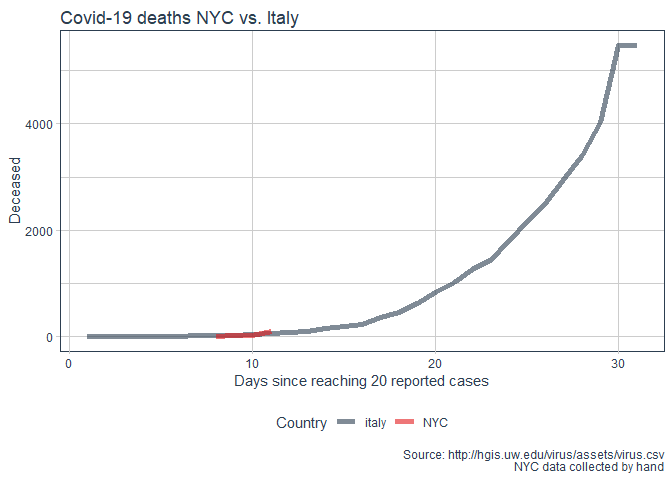 Covid-19 deaths NYC vs. Italy
Deceased
4000
2000
0
0 10 20 30
Days since reaching 20 reported cases
Country italy NYC
Source: http://hgis.uw.edu/virus/assets/virus.csv
NYC data collected by hand